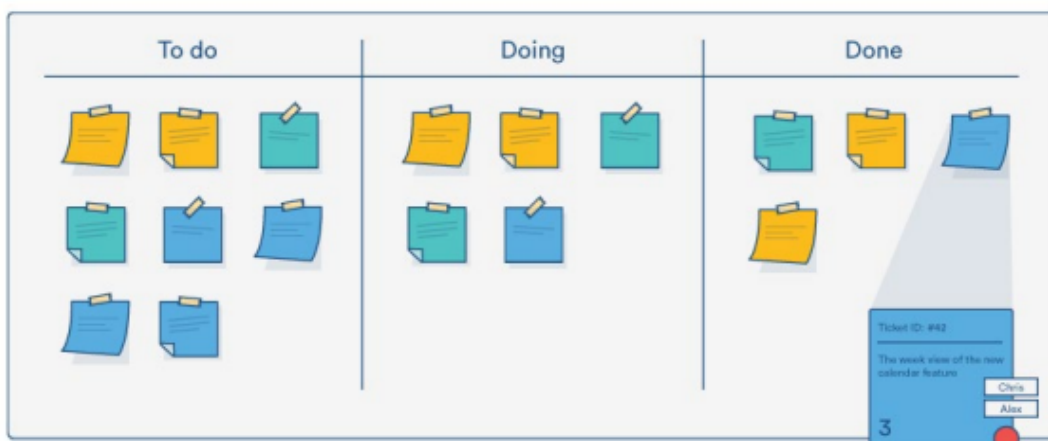 To do
Doing
Done
Ticket ID: #42
The week view of the new
calendar feature
Chris
Alex
3